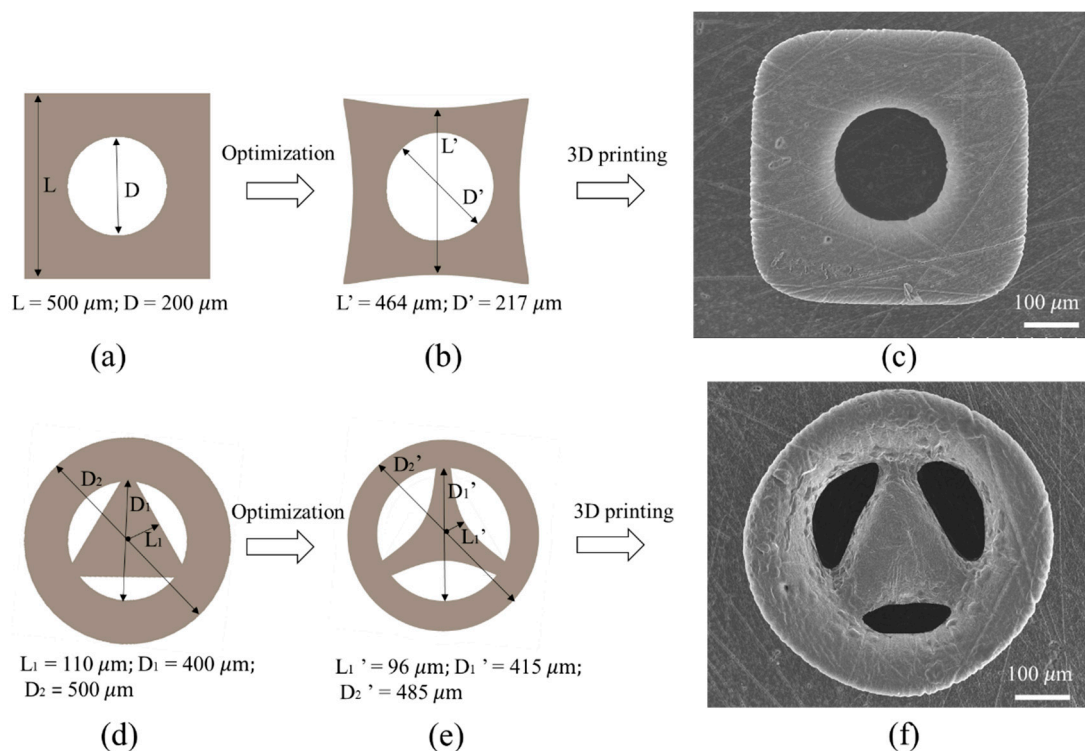 L
D
L = 500 μm; D = 200 μm
(a)
Optimization
L’
D’
L’ = 464 μm; D’ = 217 μm
(b)
3D printing
100 μm
(c)
D₂
D₁
L₁
L₁ = 110 μm; D₁ = 400 μm;
D₂ = 500 μm
(d)
Optimization
D₂’
D₁’
L₁’
L₁’ = 96 μm; D₁’ = 415 μm;
D₂’ = 485 μm
(e)
3D printing
100 μm
(f)